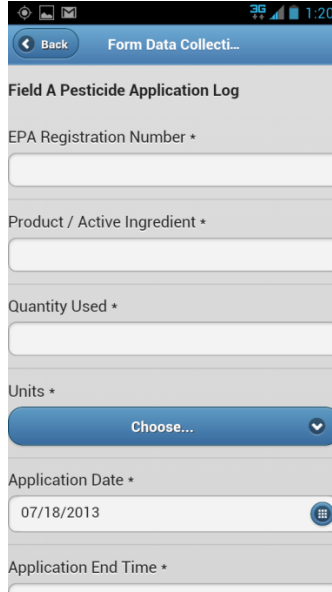 3G 1:20
Back Form Data Collecti...
Field A Pesticide Application Log
EPA Registration Number *
Product / Active Ingredient *
Quantity Used *
Units *
Choose...
Application Date *
07/18/2013
Application End Time *